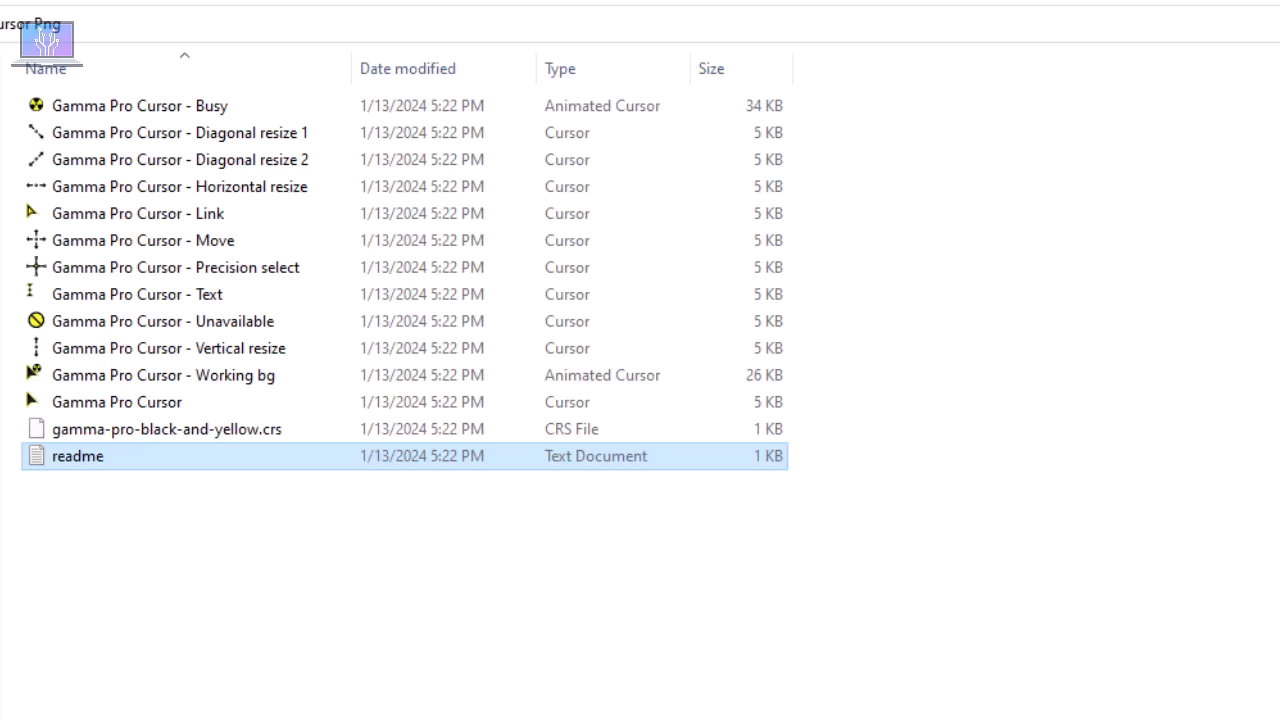 ursor Png
Name Date modified Type Size
Gamma Pro Cursor - Busy 1/13/2024 5:22 PM Animated Cursor 34 KB
Gamma Pro Cursor - Diagonal resize 1 1/13/2024 5:22 PM Cursor 5 KB
Gamma Pro Cursor - Diagonal resize 2 1/13/2024 5:22 PM Cursor 5 KB
Gamma Pro Cursor - Horizontal resize 1/13/2024 5:22 PM Cursor 5 KB
Gamma Pro Cursor - Link 1/13/2024 5:22 PM Cursor 5 KB
Gamma Pro Cursor - Move 1/13/2024 5:22 PM Cursor 5 KB
Gamma Pro Cursor - Precision select 1/13/2024 5:22 PM Cursor 5 KB
Gamma Pro Cursor - Text 1/13/2024 5:22 PM Cursor 5 KB
Gamma Pro Cursor - Unavailable 1/13/2024 5:22 PM Cursor 5 KB
Gamma Pro Cursor - Vertical resize 1/13/2024 5:22 PM Cursor 5 KB
Gamma Pro Cursor - Working bg 1/13/2024 5:22 PM Animated Cursor 26 KB
Gamma Pro Cursor 1/13/2024 5:22 PM Cursor 5 KB
gamma-pro-black-and-yellow.crs 1/13/2024 5:22 PM CRS File 1 KB
readme 1/13/2024 5:22 PM Text Document 1 KB